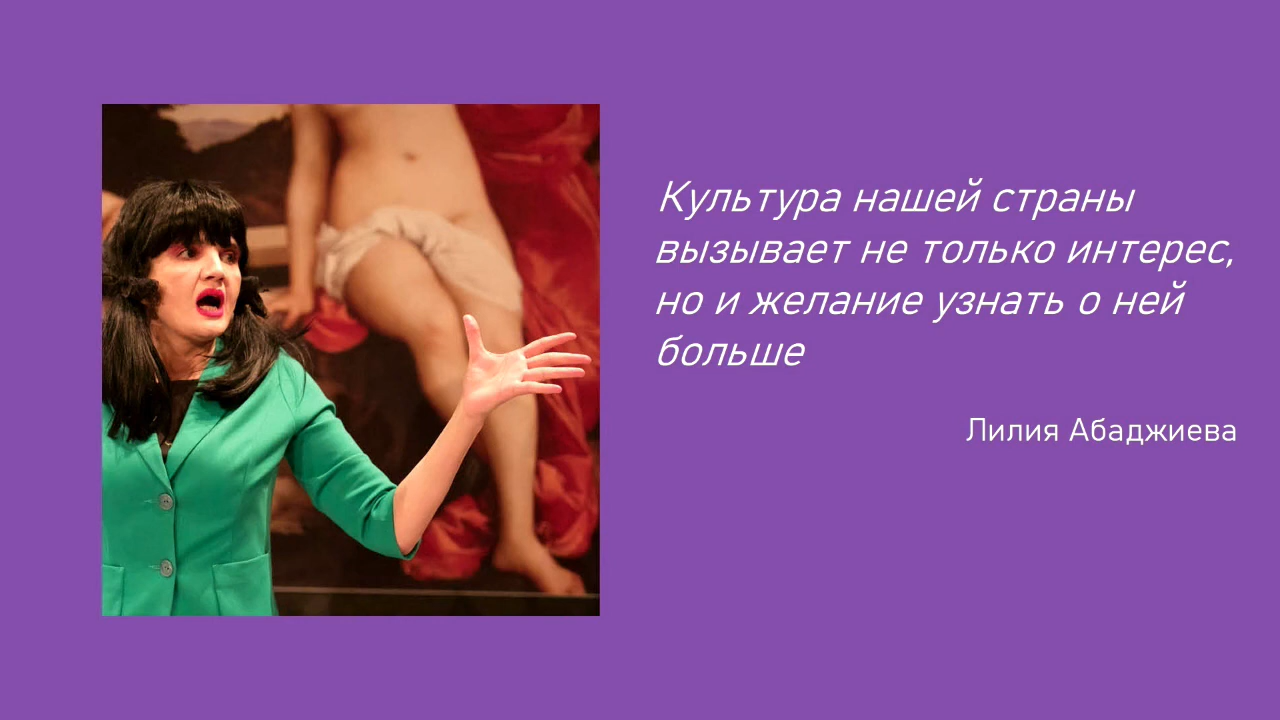 Культура нашей страны
вызывает не только интерес,
но и желание узнать о ней
больше
Лилия Абаджиева